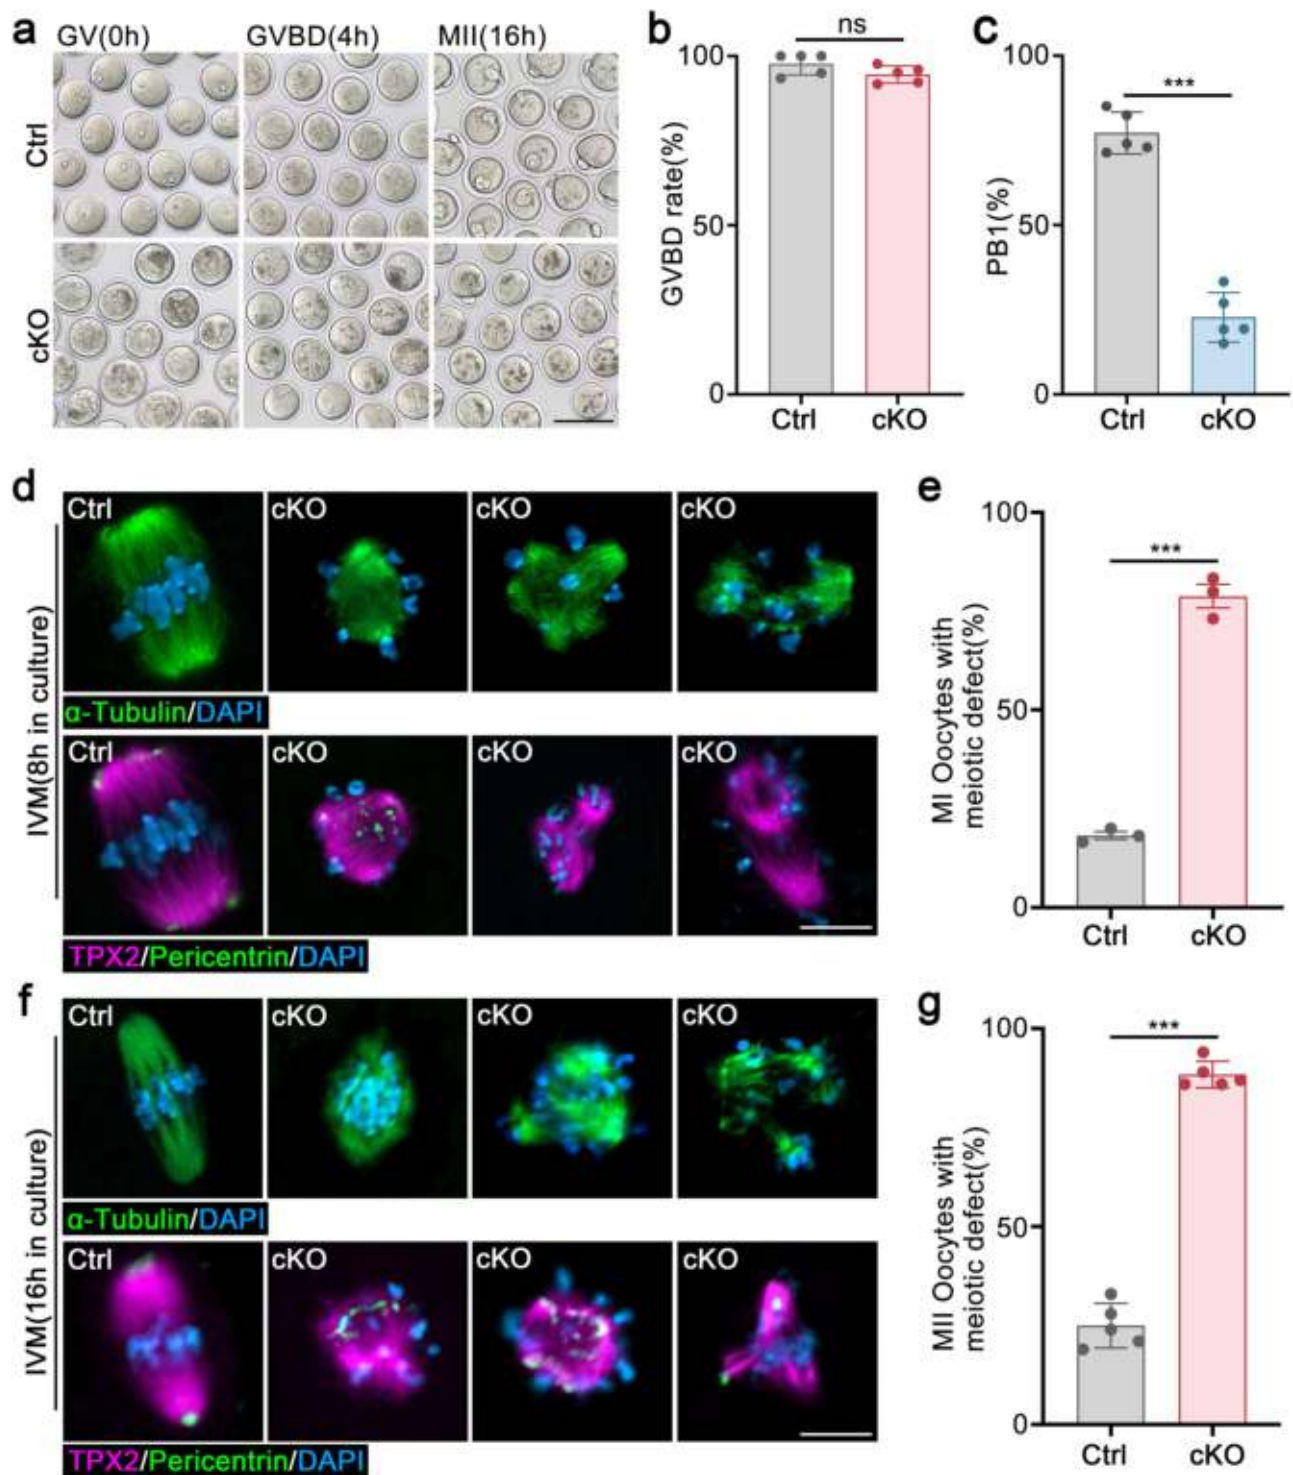 a
GV(0h)
GVBD(4h)
MII(16h)
Ctrl
cKO
b
ns
GVBD rate(%)
100
50
0
Ctrl
cKO
c
***
PB1(%)
100
50
0
Ctrl
cKO
d
IVM(8h in culture)
Ctrl
cKO
cKO
cKO
α-Tubulin/DAPI
Ctrl
cKO
cKO
cKO
TPX2/Pericentrin/DAPI
e
***
MI Oocytes with
meiotic defect(%)
100
50
0
Ctrl
cKO
f
IVM(16h in culture)
Ctrl
cKO
cKO
cKO
α-Tubulin/DAPI
Ctrl
cKO
cKO
cKO
TPX2/Pericentrin/DAPI
g
***
MII Oocytes with
meiotic defect(%)
100
50
0
Ctrl
cKO